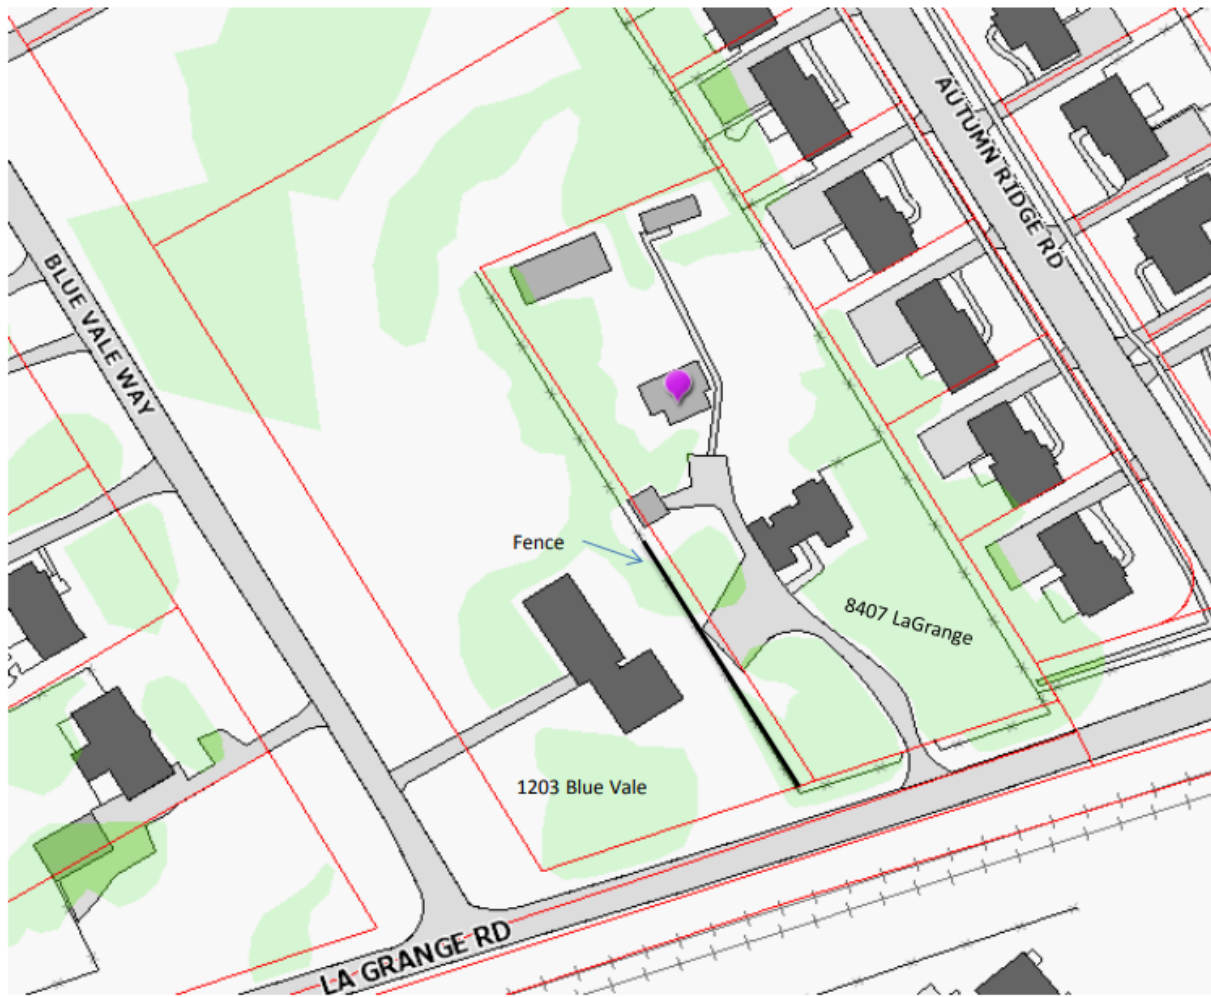 AUTUMN RIDGE RD
BLUE VALE WAY
Fence
8407 LaGrange
1203 Blue Vale
LA GRANGE RD